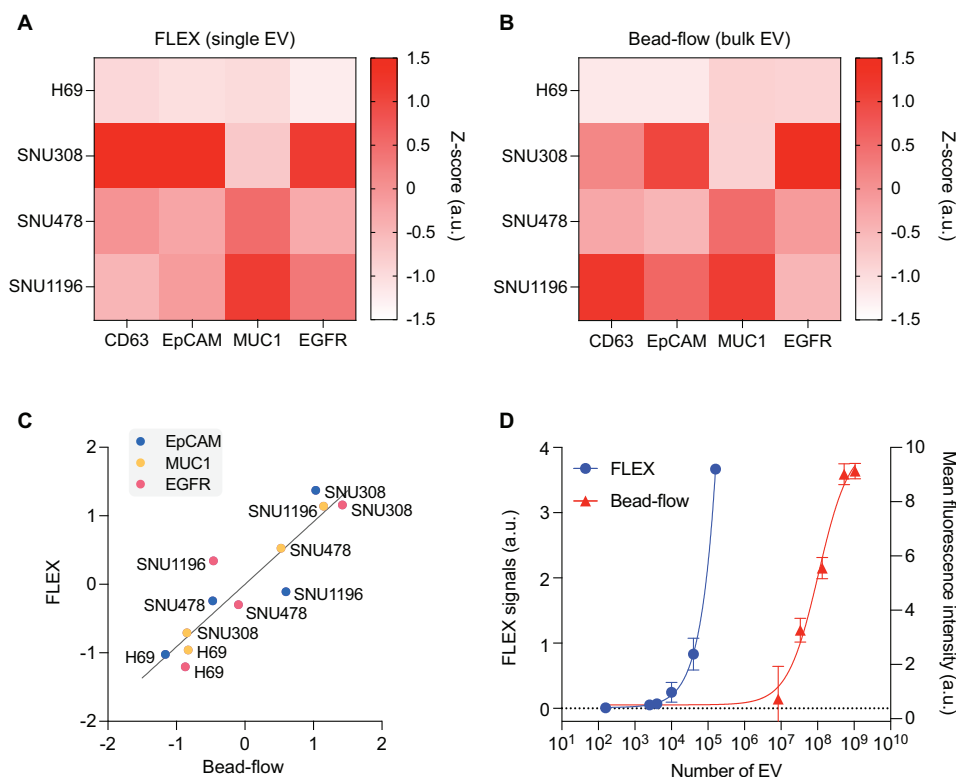 A
FLEX (single EV)
H69
SNU308
SNU478
SNU1196
CD63
EpCAM
MUC1
EGFR
1.5
1.0
0.5
0
-0.5
-1.0
-1.5
Z-score (a.u.)
B
Bead-flow (bulk EV)
H69
SNU308
SNU478
SNU1196
CD63
EpCAM
MUC1
EGFR
1.5
1.0
0.5
0
-0.5
-1.0
-1.5
Z-score (a.u.)
C
EpCAM
MUC1
EGFR
2
1
0
-1
-2
FLEX
SNU308
SNU1196
SNU308
SNU478
SNU1196
SNU1196
SNU478
SNU478
SNU308
H69
H69
H69
-2
-1
0
1
2
Bead-flow
D
FLEX
Bead-flow
4
3
2
1
0
FLEX signals (a.u.)
10
8
6
4
2
0
Mean fluorescence
intensity (a.u.)
10¹
10²
10³
10⁴
10⁵
10⁶
10⁷
10⁸
10⁹
10¹⁰
Number of EV